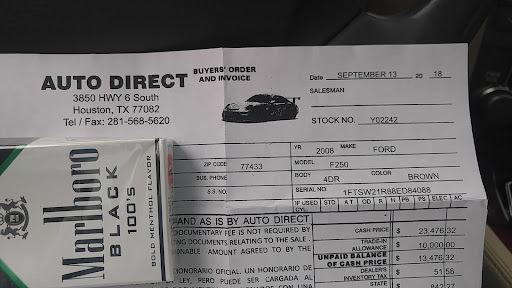 AUTO DIRECT
3850 HWY 6 South
Houston, TX 77082
Tel / Fax: 281-568-5620
BUYERS' ORDER
AND INVOICE
Date SEPTEMBER 13 20 18
SALESMAN
STOCK NO. Y02242
YR. 2008 MAKE FORD
ZIP CODE 77433
MODEL F250
BUS. PHONE
BODY 4DR COLOR BROWN
S.S. NO.
SERIAL NO. 1FTSW21R88ED84088
IF USED CYL STD AT OD R N PB PS ELEC AC
AND AS IS BY AUTO DIRECT
DOCUMENTARY FEE IS NOT REQUIRED BY
ING DOCUMENTS RELATING TO THE SALE.
ONABLE AMOUNT AGREED TO BY THE
ONORARIO OFICIAL. UN HONORARIO DE
LEY, PERO PUEDE SER CARGADA AL
CASH PRICE $ 23,476 32
TRADE-IN
ALLOWANCE $ 10,000 00
UNPAID BALANCE
OF CASH PRICE $ 13,476 32
DEALER'S
INVENTORY TAX $ 51 56
STATE $ 842
Marlboro
BLACK
100's
BOLD MENTHOL FLAVOR